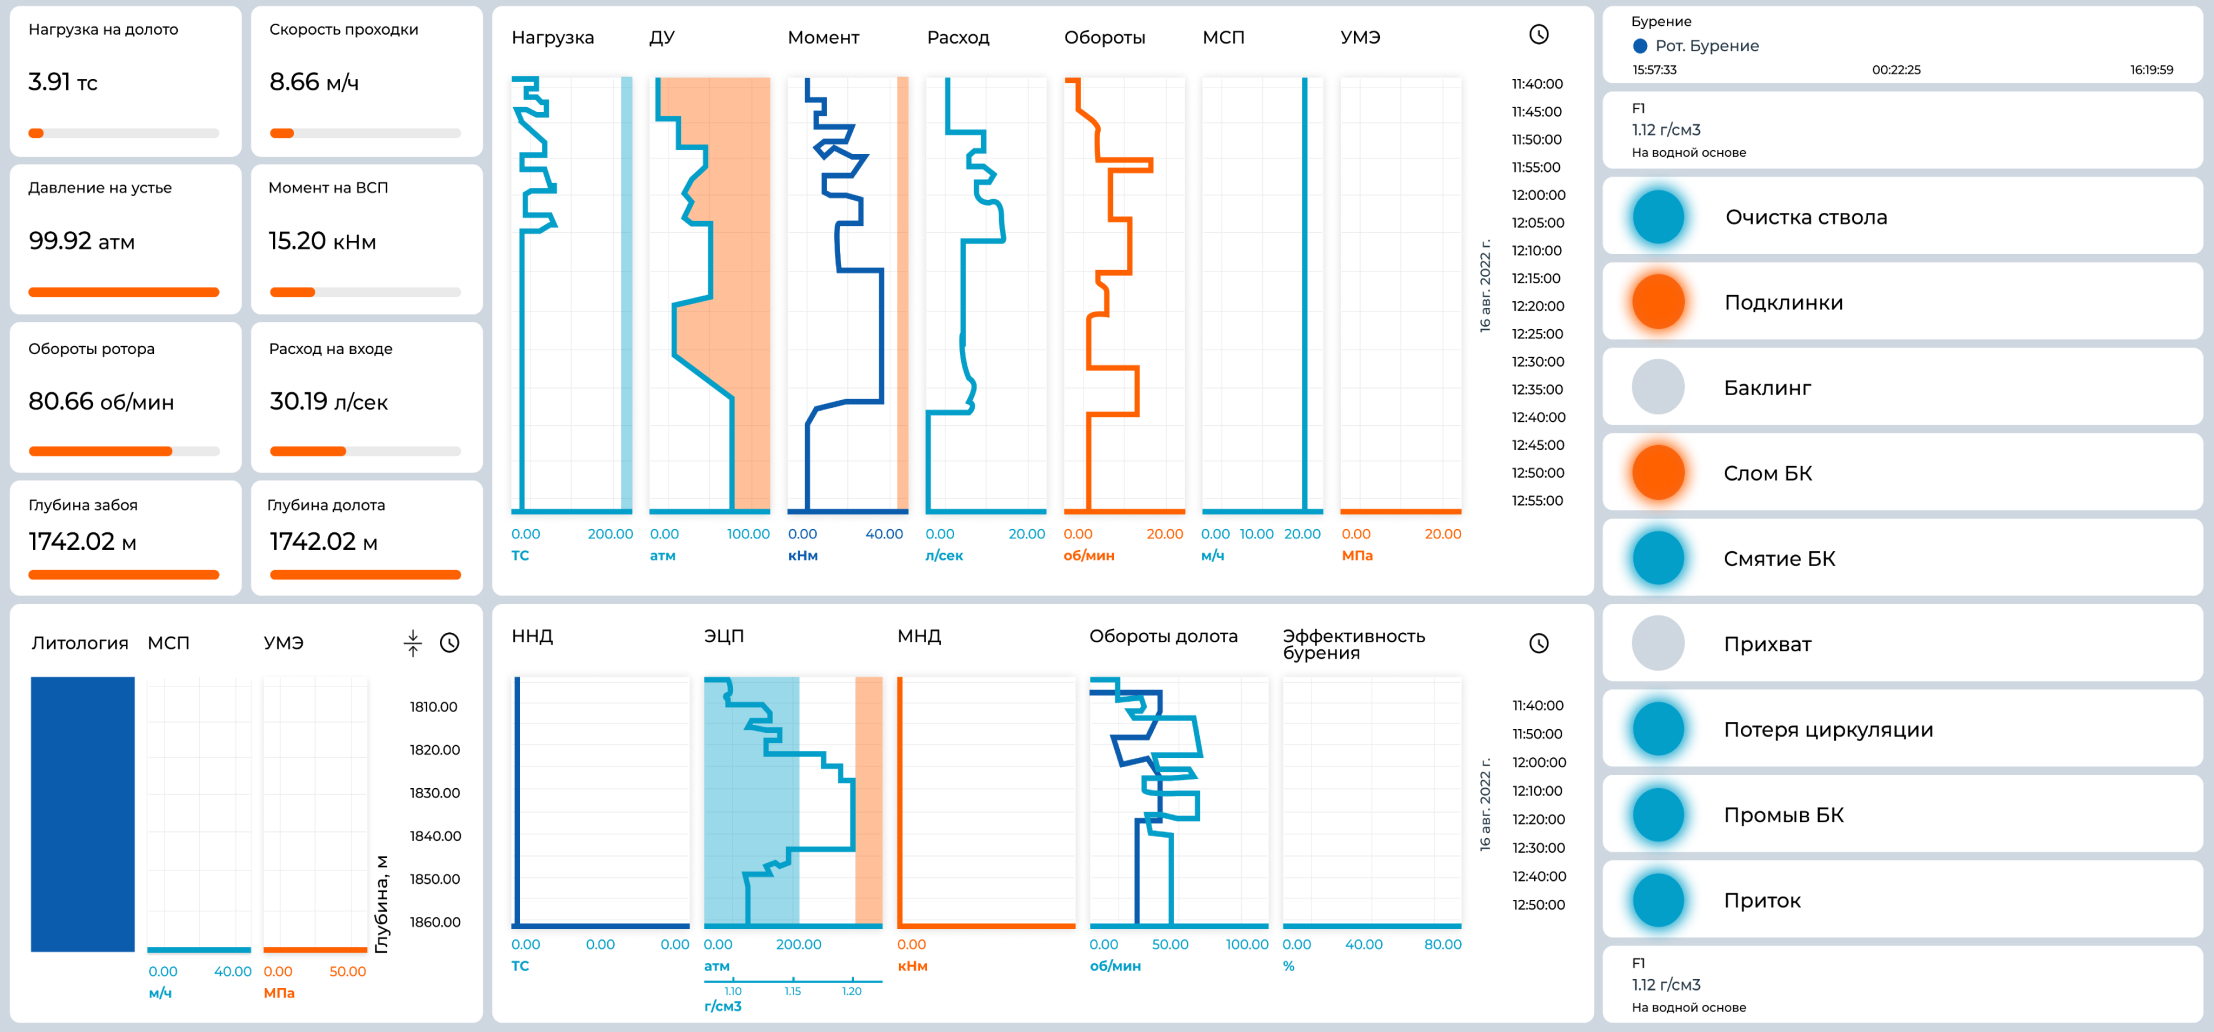 Нагрузка на долото
3.91 тс
Скорость проходки
8.66 м/ч
Давление на устье
99.92 атм
Момент на ВСП
15.20 кНм
Обороты ротора
80.66 об/мин
Расход на входе
30.19 л/сек
Глубина забоя
1742.02 м
Глубина долота
1742.02 м
Нагрузка ДУ Момент Расход Обороты МСП УМЭ
11:40:00
11:45:00
11:50:00
11:55:00
12:00:00
12:05:00
12:10:00
12:15:00
12:20:00
12:25:00
12:30:00
12:35:00
12:40:00
12:45:00
12:50:00
12:55:00
16 авг. 2022 г.
0.00 200.00 0.00 100.00 0.00 40.00 0.00 20.00 0.00 20.00 0.00 10.00 20.00 0.00 20.00
ТС атм кНм л/сек об/мин м/ч МПа
Литология МСП УМЭ
1810.00
1820.00
1830.00
1840.00
1850.00
1860.00
Глубина, м
0.00 40.00 0.00 50.00
м/ч МПа
ННД ЭЦП МНД Обороты долота Эффективность
бурения
11:40:00
11:50:00
12:00:00
12:10:00
12:20:00
12:30:00
12:40:00
12:50:00
16 авг. 2022 г.
0.00 0.00 0.00 0.00 200.00 0.00 0.00 50.00 100.00 0.00 40.00 80.00
ТС атм кНм об/мин %
1.10 1.15 1.20
г/см3
Бурение
Рот. Бурение
15:57:33 00:22:25 16:19:59
F1
1.12 г/см3
На водной основе
Очистка ствола
Подклинки
Баклинг
Слом БК
Смятие БК
Прихват
Потеря циркуляции
Промыв БК
Приток
F1
1.12 г/см3
На водной основе